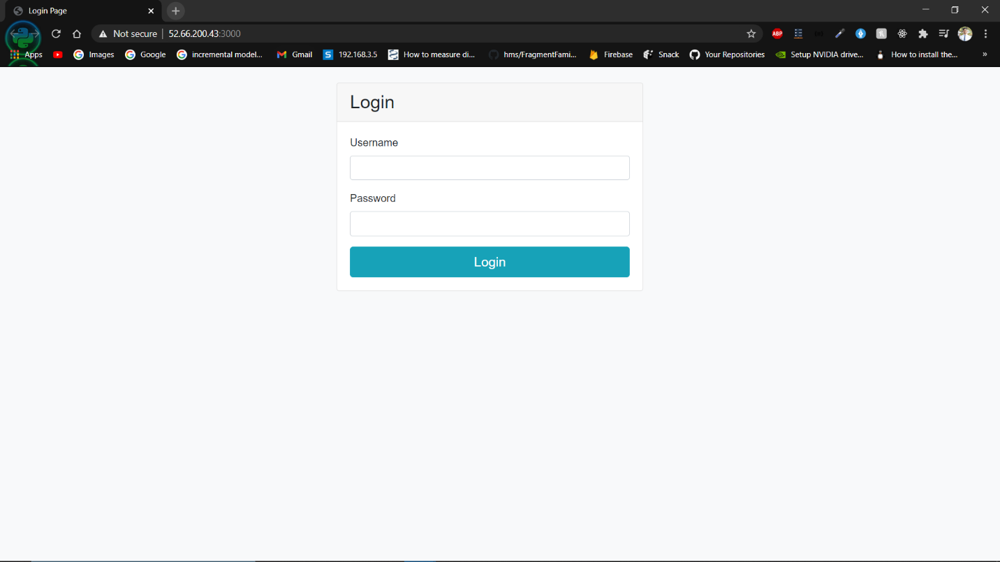 Login Page
Not secure | 52.66.200.43:3000
ABP
Apps Images Google incremental model... Gmail S 192.168.3.5 How to measure di... hms/FragmentFami... Firebase Snack Your Repositories Setup NVIDIA drive... How to install the... »
Login
Username
Password
Login